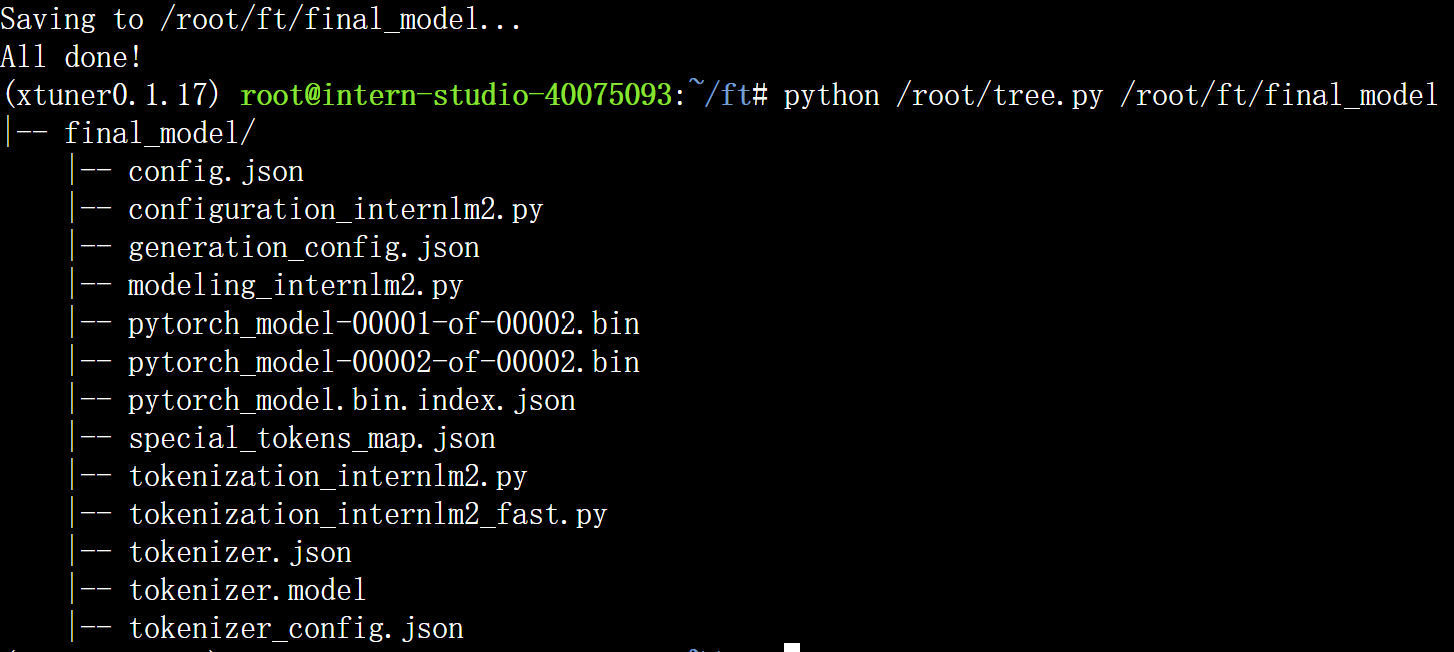 Saving to /root/ft/final_model...
All done!
(xtuner0.1.17) root@intern-studio-40075093:~/ft# python /root/tree.py /root/ft/final_model
|-- final_model/
    |-- config.json
    |-- configuration_internlm2.py
    |-- generation_config.json
    |-- modeling_internlm2.py
    |-- pytorch_model-00001-of-00002.bin
    |-- pytorch_model-00002-of-00002.bin
    |-- pytorch_model.bin.index.json
    |-- special_tokens_map.json
    |-- tokenization_internlm2.py
    |-- tokenization_internlm2_fast.py
    |-- tokenizer.json
    |-- tokenizer.model
    |-- tokenizer_config.json